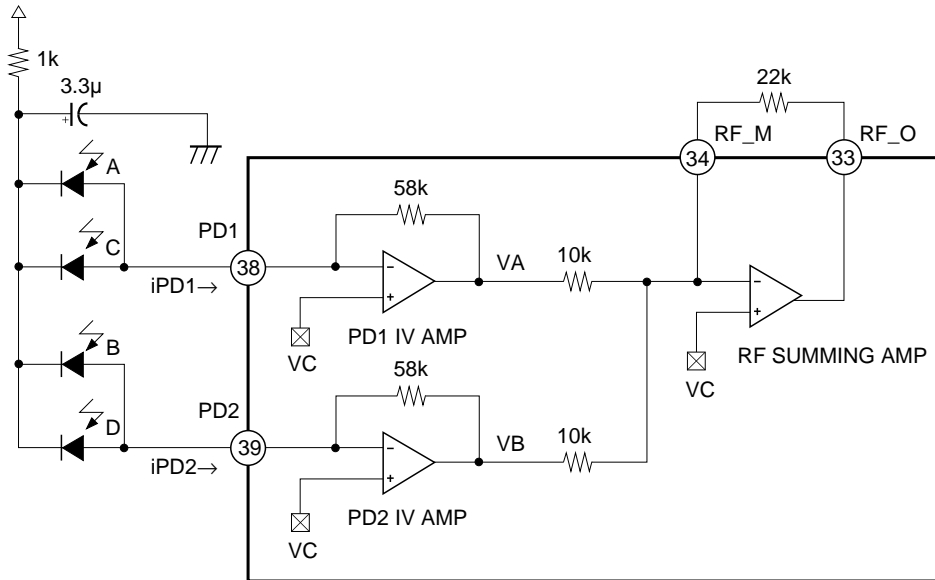 1k
3.3µ
+
22k
RF_M
RF_O
34
33
A
58k
PD1
C
38
iPD1→
VA
10k
−
+
VC
PD1 IV AMP
−
+
VC
RF SUMMING AMP
B
58k
PD2
D
39
iPD2→
VB
10k
−
+
VC
PD2 IV AMP